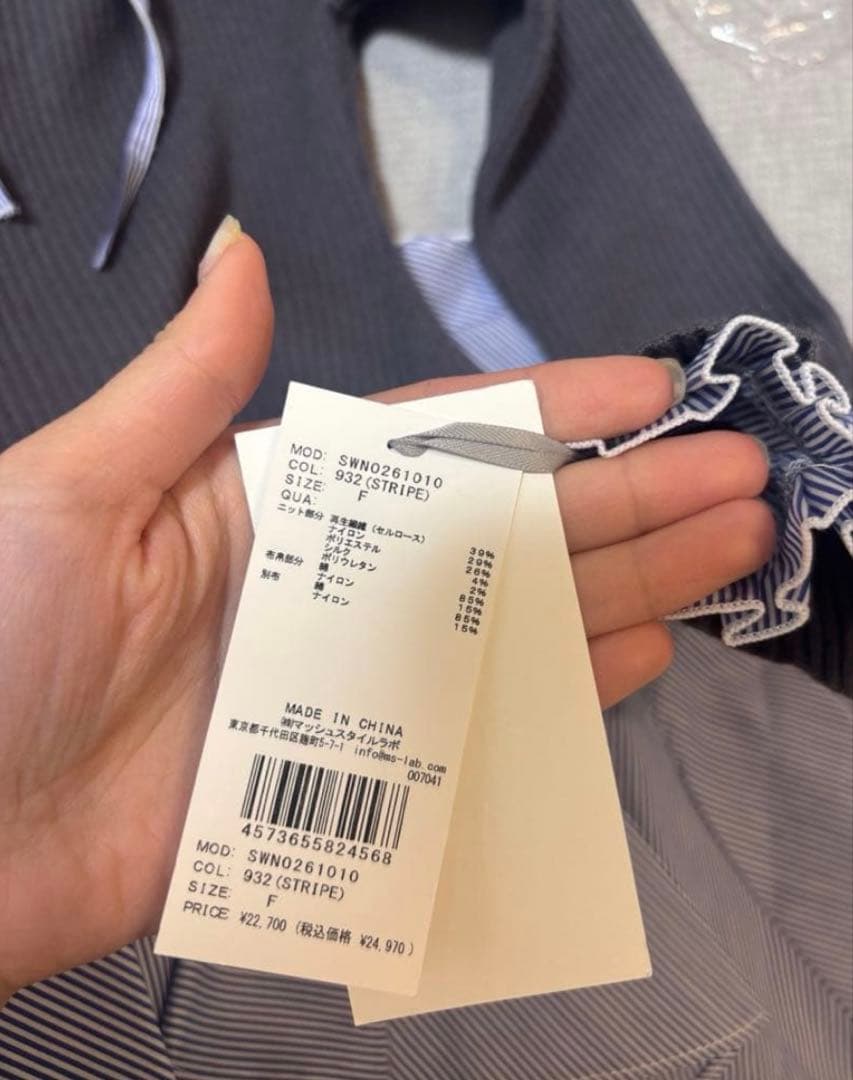 MOD: SWNO261010
COL: 932(STRIPE)
SIZE: F
QUA:
ニット部分 再生繊維(セルロース) 39%
ナイロン 29%
ポリエステル 26%
シルク 4%
ポリウレタン 2%
布帛部分 綿 85%
ナイロン 15%
別布 綿 85%
ナイロン 15%
MADE IN CHINA
㈱マッシュスタイルラボ
東京都千代田区麹町5-7-1 info@ms-lab.com
007041
4573655824568
MOD: SWNO261010
COL: 932(STRIPE)
SIZE: F
PRICE: ¥22,700 (税込価格 ¥24,970)